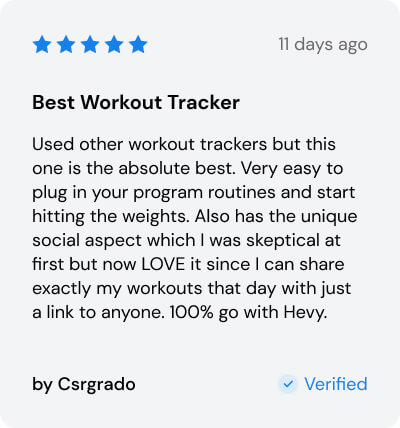 11 days ago
Best Workout Tracker
Used other workout trackers but this
one is the absolute best. Very easy to
plug in your program routines and start
hitting the weights. Also has the unique
social aspect which I was skeptical at
first but now LOVE it since I can share
exactly my workouts that day with just
a link to anyone. 100% go with Hevy.
by Csrgrado
Verified